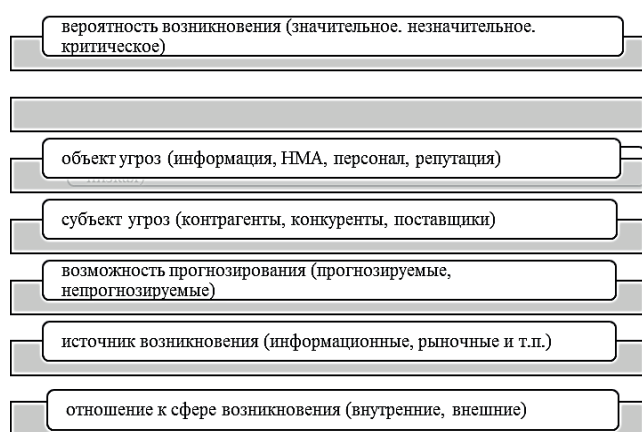 вероятность возникновения (значительное. незначительное.
критическое)
объект угроз (информация, НМА, персонал, репутация)
субъект угроз (контрагенты, конкуренты, поставщики)
возможность прогнозирования (прогнозируемые,
непрогнозируемые)
источник возникновения (информационные, рыночные и т.п.)
отношение к сфере возникновения (внутренние, внешние)